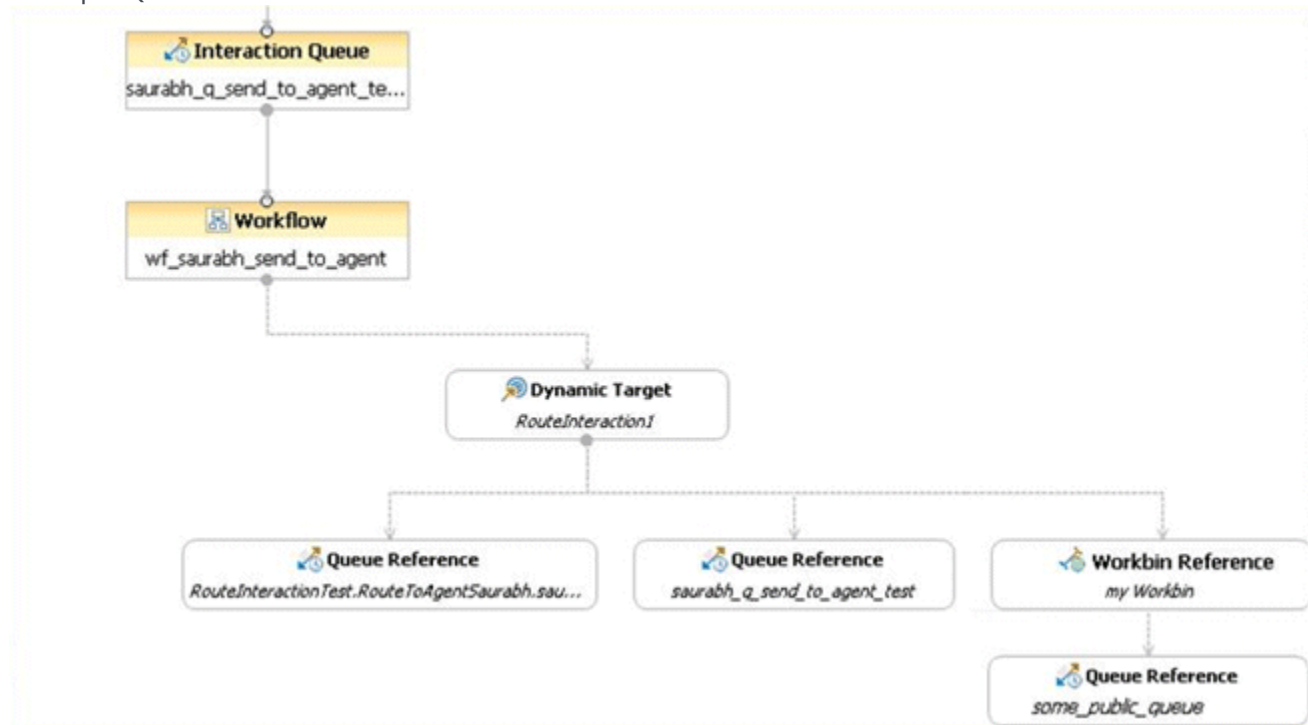 Interaction Queue
saurabh_q_send_to_agent_te...
Workflow
wf_saurabh_send_to_agent
Dynamic Target
RouteInteraction1
Queue Reference
RouteInteractionTest.RouteToAgentSaurabh.sau...
Queue Reference
saurabh_q_send_to_agent_test
Workbin Reference
my Workbin
Queue Reference
some_public_queue